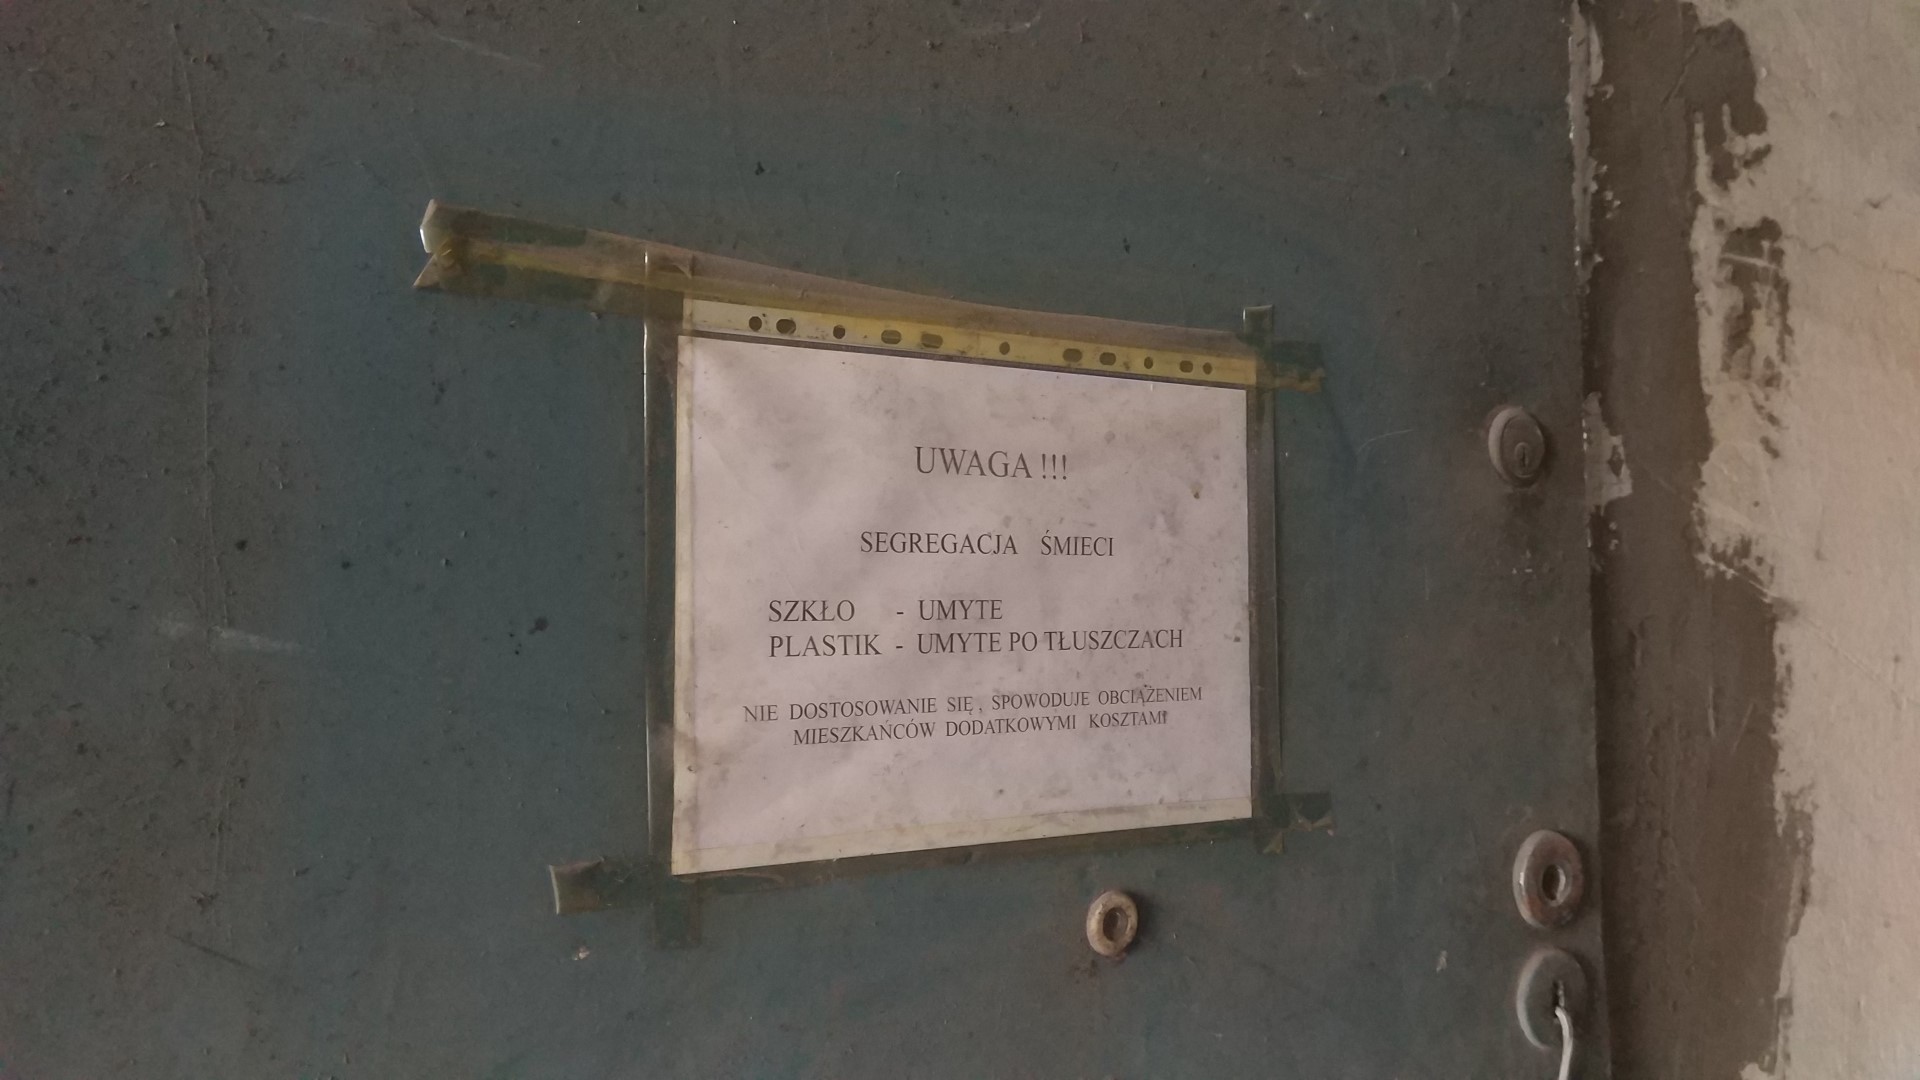 UWAGA !!!
SEGREGACJA ŚMIECI
SZKŁO - UMYTE
PLASTIK - UMYTE PO TŁUSZCZACH
NIE DOSTOSOWANIE SIĘ , SPOWODUJE OBCIĄŻENIEM
MIESZKAŃCÓW DODATKOWYMI KOSZTAMI